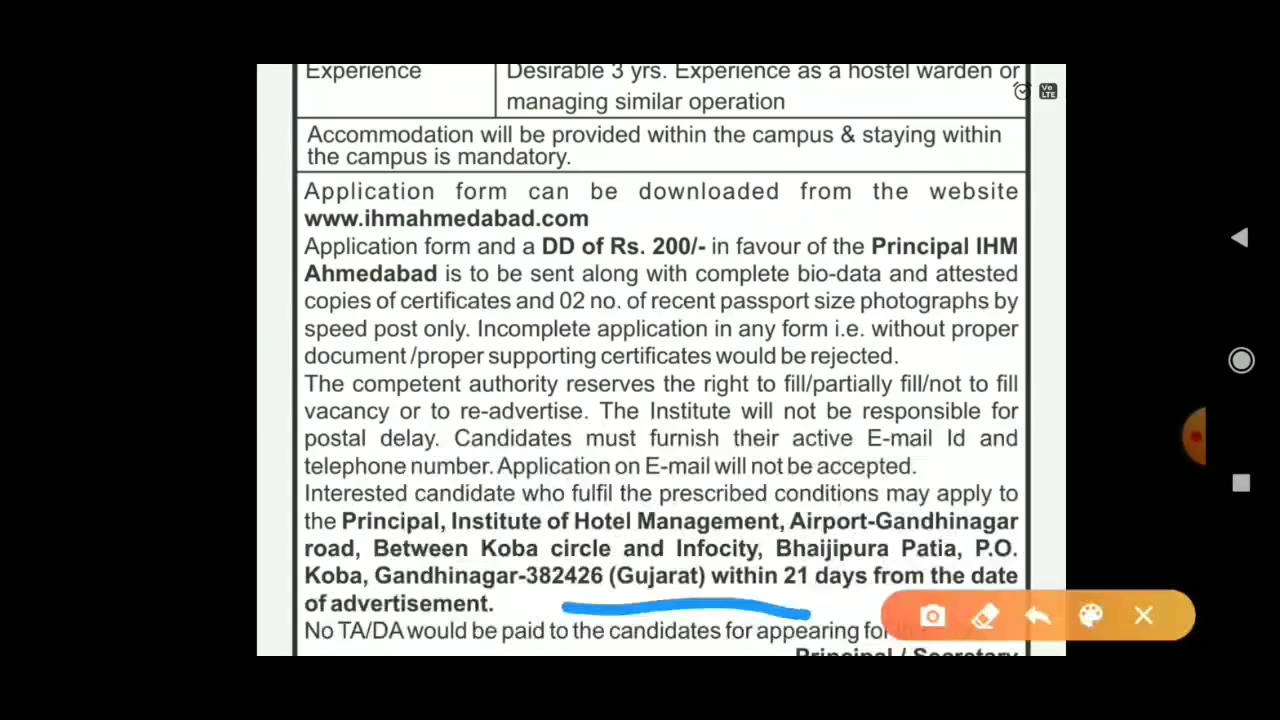 Experience
Desirable 3 yrs. Experience as a hostel warden or
managing similar operation
Vo
LTE
Accommodation will be provided within the campus & staying within
the campus is mandatory.
Application form can be downloaded from the website
www.ihmahmedabad.com
Application form and a DD of Rs. 200/- in favour of the Principal IHM
Ahmedabad is to be sent along with complete bio-data and attested
copies of certificates and 02 no. of recent passport size photographs by
speed post only. Incomplete application in any form i.e. without proper
document /proper supporting certificates would be rejected.
The competent authority reserves the right to fill/partially fill/not to fill
vacancy or to re-advertise. The Institute will not be responsible for
postal delay. Candidates must furnish their active E-mail Id and
telephone number. Application on E-mail will not be accepted.
Interested candidate who fulfil the prescribed conditions may apply to
the Principal, Institute of Hotel Management, Airport-Gandhinagar
road, Between Koba circle and Infocity, Bhaijipura Patia, P.O.
Koba, Gandhinagar-382426 (Gujarat) within 21 days from the date
of advertisement.
No TA/DA would be paid to the candidates for appearing for
Principal / Secretary